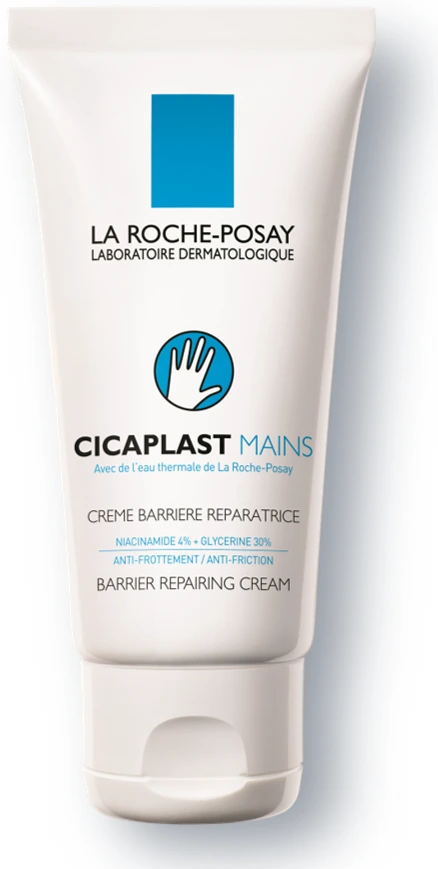 LA ROCHE-POSAY
LABORATOIRE DERMATOLOGIQUE
CICAPLAST MAINS
Avec de l'eau thermale de La Roche-Posay
CREME BARRIERE REPARATRICE
NIACINAMIDE 4% + GLYCERINE 30%
ANTI-FROTTEMENT / ANTI-FRICTION
BARRIER REPAIRING CREAM